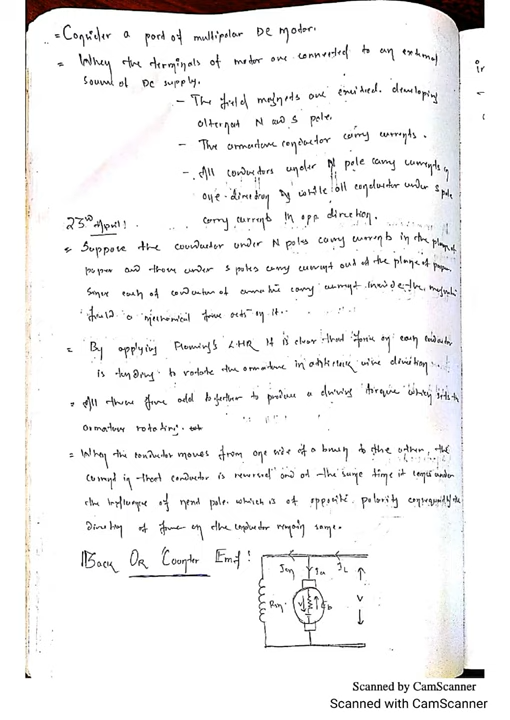 = Consider a part of multipolar DC motor.
= When the terminals of motor are connected to an external
source of DC supply.
- The field magnets are excited developing
alternat N and S pole.
- The armature conductor carry currents.
- All conductors under N pole carry currents in
one direction while all conductor under S pole
carry currents in opp. direction.
23rd April!
= Suppose the conductor under N poles carry currents in the plane of
paper and those under S poles carry current out of the plane of paper.
Since each of conductor of armature carry current inside the magnetic
field a mechanical force acts on it.
= By applying Fleming's LHR it is clear that force on each conductor
is tending to rotate the armature in anticlock wise direction.
= All these force add together to produce a driving torque which sets the
armature rotating.
= When the conductor moves from one side of a brush to the other, the
current in that conductor is reversed and at the same time it comes under
the influence of next pole which is of opposite polarity consequently the
direction of force on the conductor remain same.
Back Or Counter Emf!
Ish Ia IL
Rsh V Eb V
Scanned by CamScanner
Scanned with CamScanner